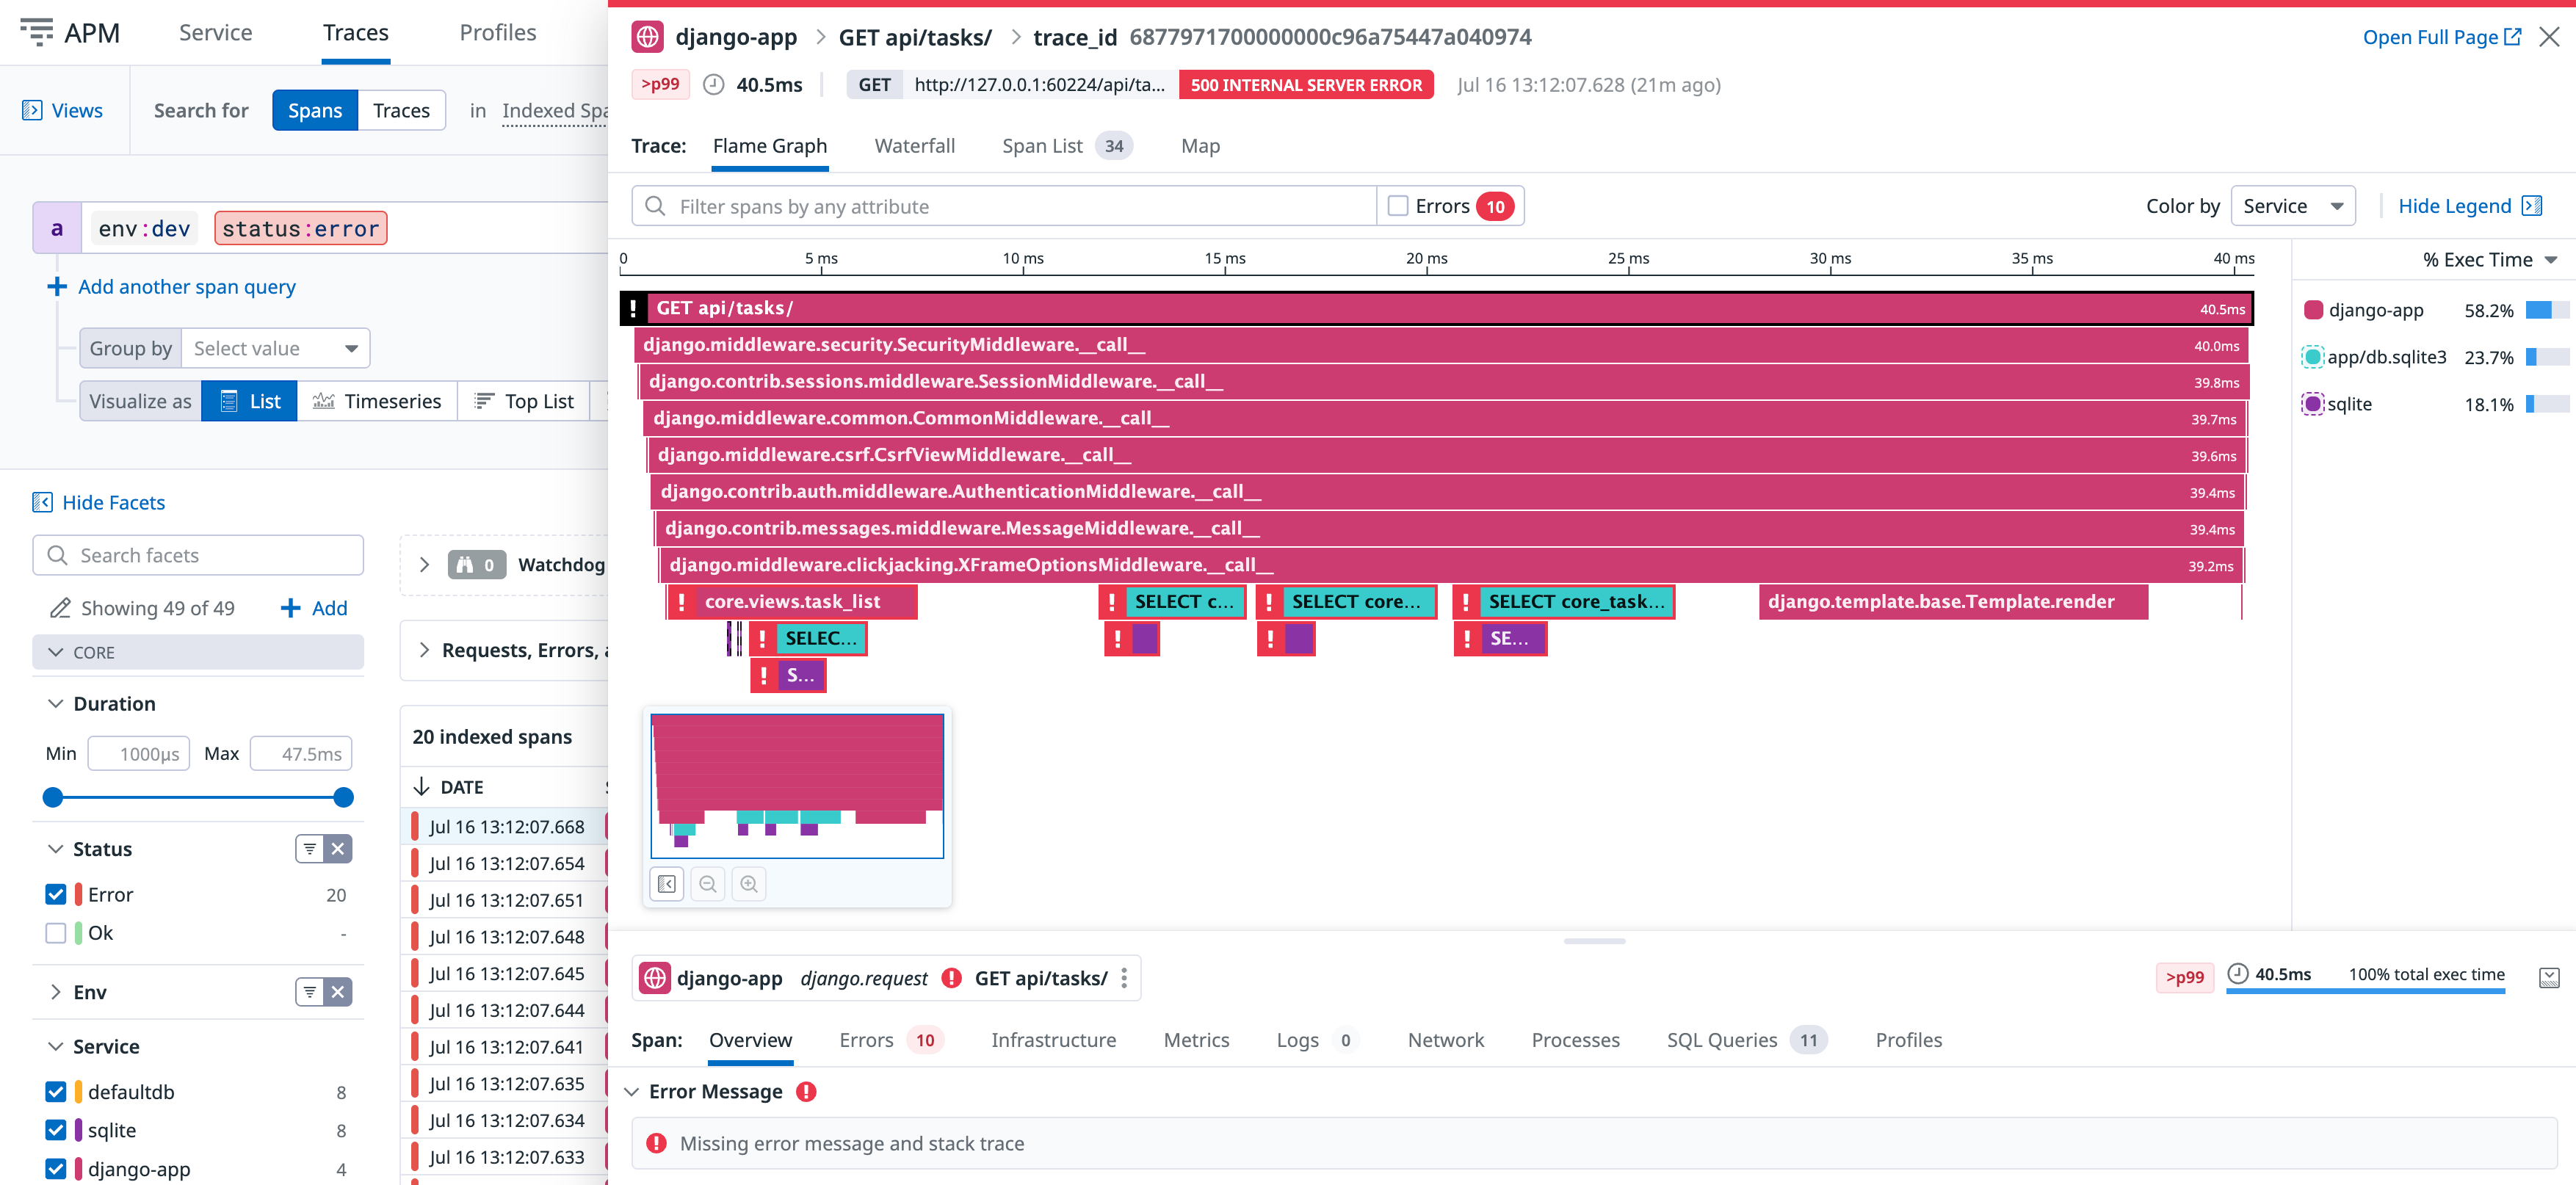 APM
Service
Traces
Profiles
Views
Search for
Spans
Traces
in
Indexed Spa
a
env:dev
status:error
Add another span query
Group by
Select value
Visualize as
List
Timeseries
Top List
Hide Facets
Search facets
Showing 49 of 49
Add
CORE
Duration
Min
1000µs
Max
47.5ms
Status
Error
20
Ok
-
Env
Service
defaultdb
8
sqlite
8
django-app
4
0
Watchdog
Requests, Errors,
20 indexed spans
DATE
Jul 16 13:12:07.668
Jul 16 13:12:07.654
Jul 16 13:12:07.651
Jul 16 13:12:07.648
Jul 16 13:12:07.645
Jul 16 13:12:07.644
Jul 16 13:12:07.641
Jul 16 13:12:07.635
Jul 16 13:12:07.634
Jul 16 13:12:07.633
django-app > GET api/tasks/ > trace_id 6877971700000000c96a75447a040974
Open Full Page
>p99
40.5ms
GET
http://127.0.0.1:60224/api/ta...
500 INTERNAL SERVER ERROR
Jul 16 13:12:07.628 (21m ago)
Trace:
Flame Graph
Waterfall
Span List
34
Map
Filter spans by any attribute
Errors
10
Color by
Service
Hide Legend
0
5 ms
10 ms
15 ms
20 ms
25 ms
30 ms
35 ms
40 ms
% Exec Time
django-app
58.2%
app/db.sqlite3
23.7%
sqlite
18.1%
! GET api/tasks/
40.5ms
django.middleware.security.SecurityMiddleware.__call__
40.0ms
django.contrib.sessions.middleware.SessionMiddleware.__call__
39.8ms
django.middleware.common.CommonMiddleware.__call__
39.7ms
django.middleware.csrf.CsrfViewMiddleware.__call__
39.6ms
django.contrib.auth.middleware.AuthenticationMiddleware.__call__
39.4ms
django.contrib.messages.middleware.MessageMiddleware.__call__
39.4ms
django.middleware.clickjacking.XFrameOptionsMiddleware.__call__
39.2ms
! core.views.task_list
! SELECT c...
! SELECT core...
! SELECT core_task...
django.template.base.Template.render
! SELEC...
!
!
! SE...
! S...
django-app
django.request
GET api/tasks/
>p99
40.5ms
100% total exec time
Span:
Overview
Errors
10
Infrastructure
Metrics
Logs
0
Network
Processes
SQL Queries
11
Profiles
Error Message
Missing error message and stack trace